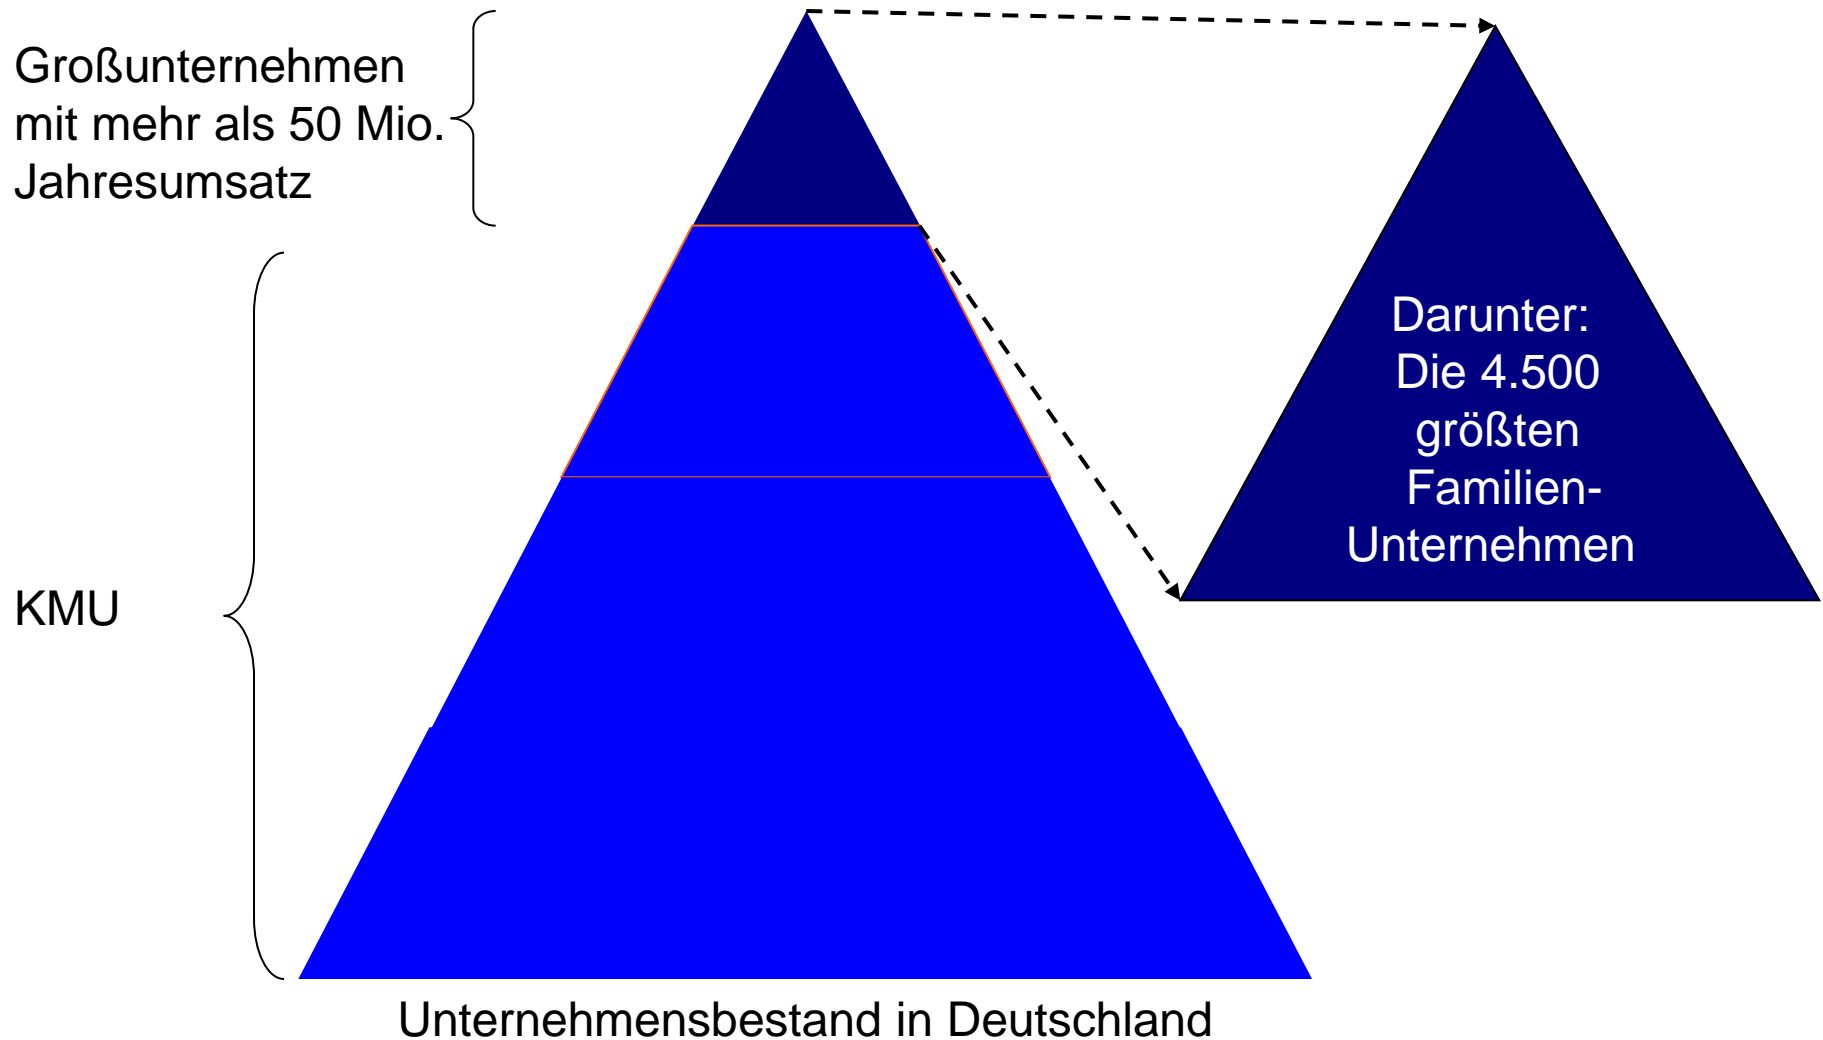 Großunternehmen
mit mehr als 50 Mio.
Jahresumsatz
KMU
Darunter:
Die 4.500
größten
Familien-
Unternehmen
Unternehmensbestand in Deutschland